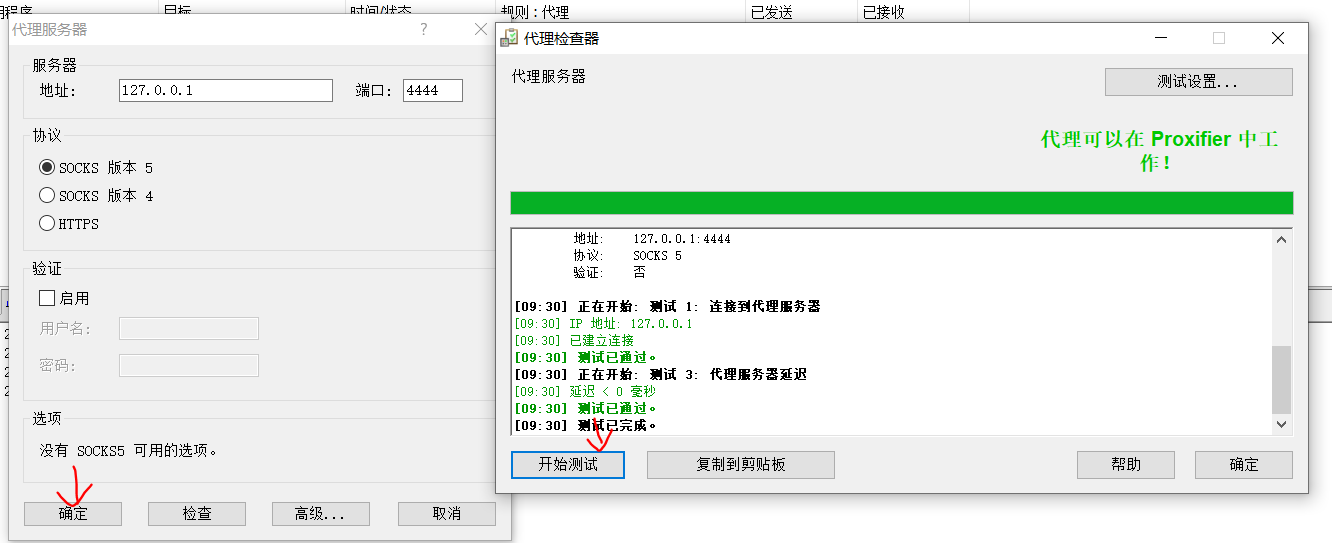 用程序 目标 时间/状态 规则：代理 已发送 已接收
代理服务器 ?
服务器
地址： 127.0.0.1 端口： 4444
协议
SOCKS 版本 5
SOCKS 版本 4
HTTPS
验证
启用
用户名：
密码：
选项
没有 SOCKS5 可用的选项。
确定 检查 高级... 取消
代理检查器
代理服务器
测试设置...
代理可以在 Proxifier 中工
作！
地址: 127.0.0.1:4444
协议: SOCKS 5
验证: 否
[09:30] 正在开始: 测试 1: 连接到代理服务器
[09:30] IP 地址: 127.0.0.1
[09:30] 已建立连接
[09:30] 测试已通过。
[09:30] 正在开始: 测试 3: 代理服务器延迟
[09:30] 延迟 < 0 毫秒
[09:30] 测试已通过。
[09:30] 测试已完成。
开始测试 复制到剪贴板 帮助 确定